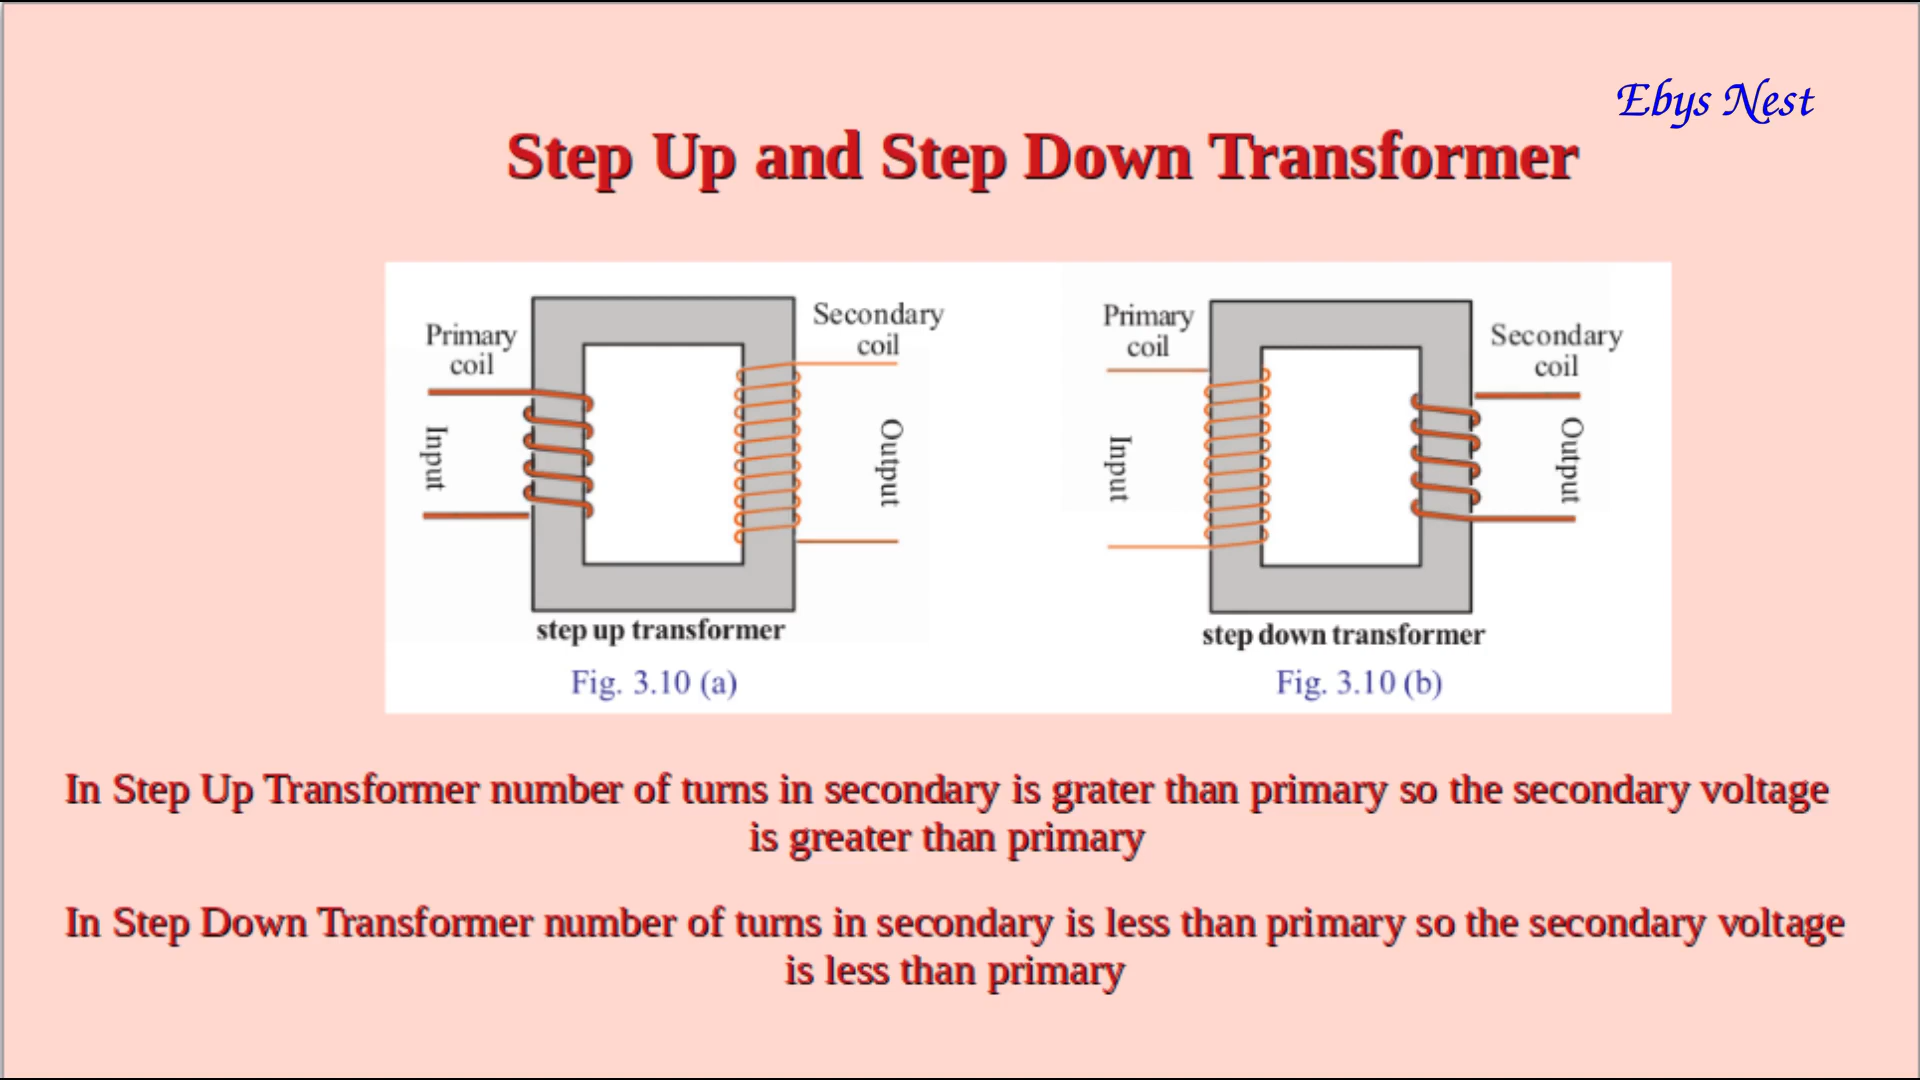 Ebys Nest
Step Up and Step Down Transformer
Primary
coil
Input
Secondary
coil
Output
step up transformer
Fig. 3.10 (a)
Primary
coil
Input
Secondary
coil
Output
step down transformer
Fig. 3.10 (b)
In Step Up Transformer number of turns in secondary is grater than primary so the secondary voltage
is greater than primary
In Step Down Transformer number of turns in secondary is less than primary so the secondary voltage
is less than primary